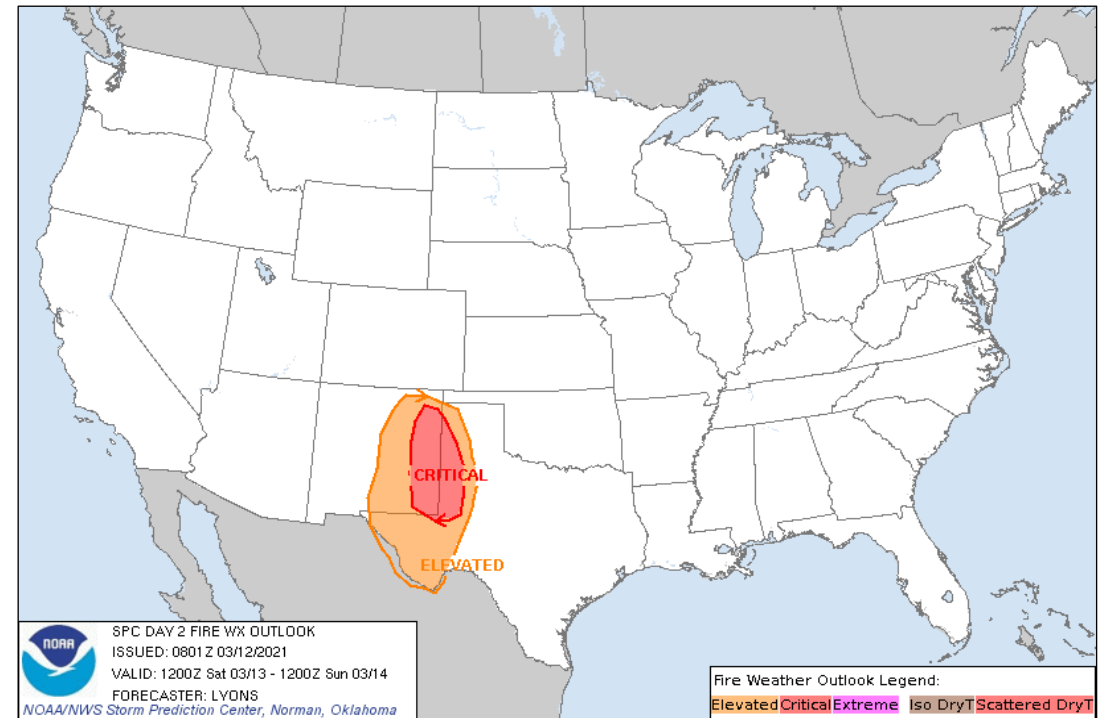 CRITICAL
ELEVATED
NOAA
SPC DAY 2 FIRE WX OUTLOOK
ISSUED: 0801Z 03/12/2021
VALID: 1200Z Sat 03/13 - 1200Z Sun 03/14
FORECASTER: LYONS
NOAA/NWS Storm Prediction Center, Norman, Oklahoma
Fire Weather Outlook Legend:
Elevated Critical Extreme Iso DryT Scattered DryT